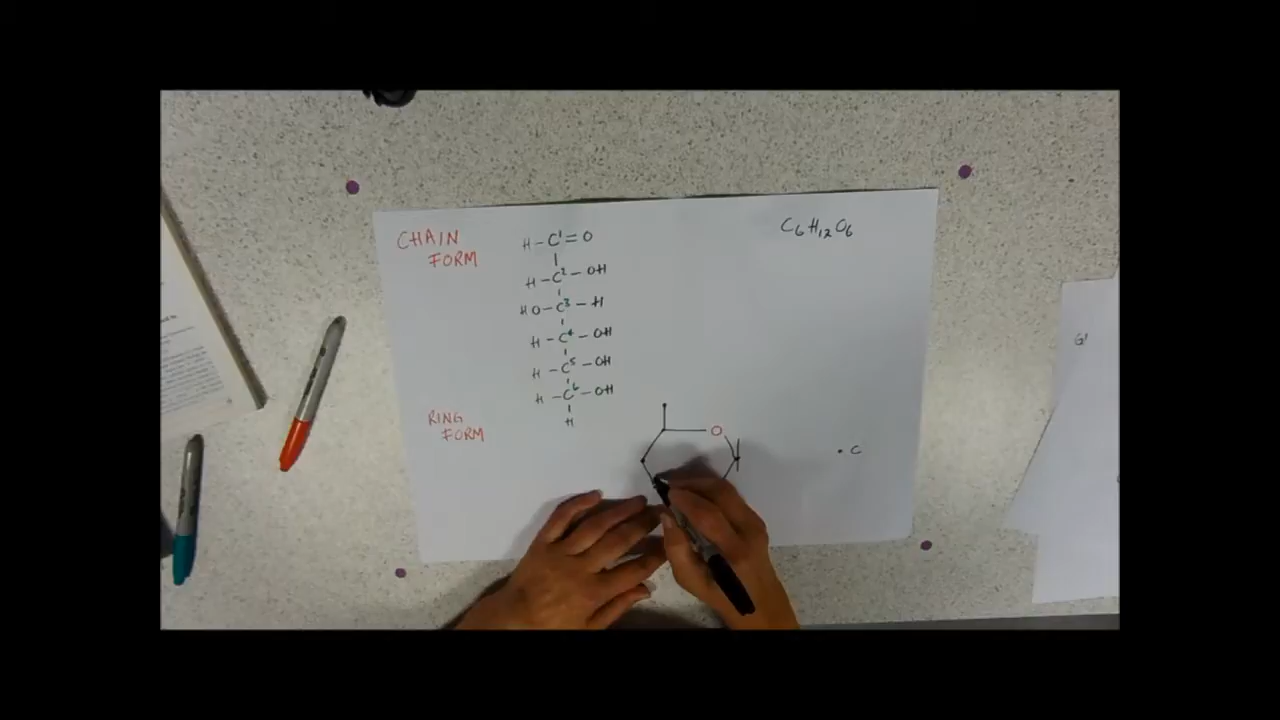 CHAIN
FORM
C₆H₁₂O₆
H-C¹=O
H-C²-OH
HO-C³-H
H-C⁴-OH
H-C⁵-OH
H-C⁶-OH
H
RING
FORM
O
• C